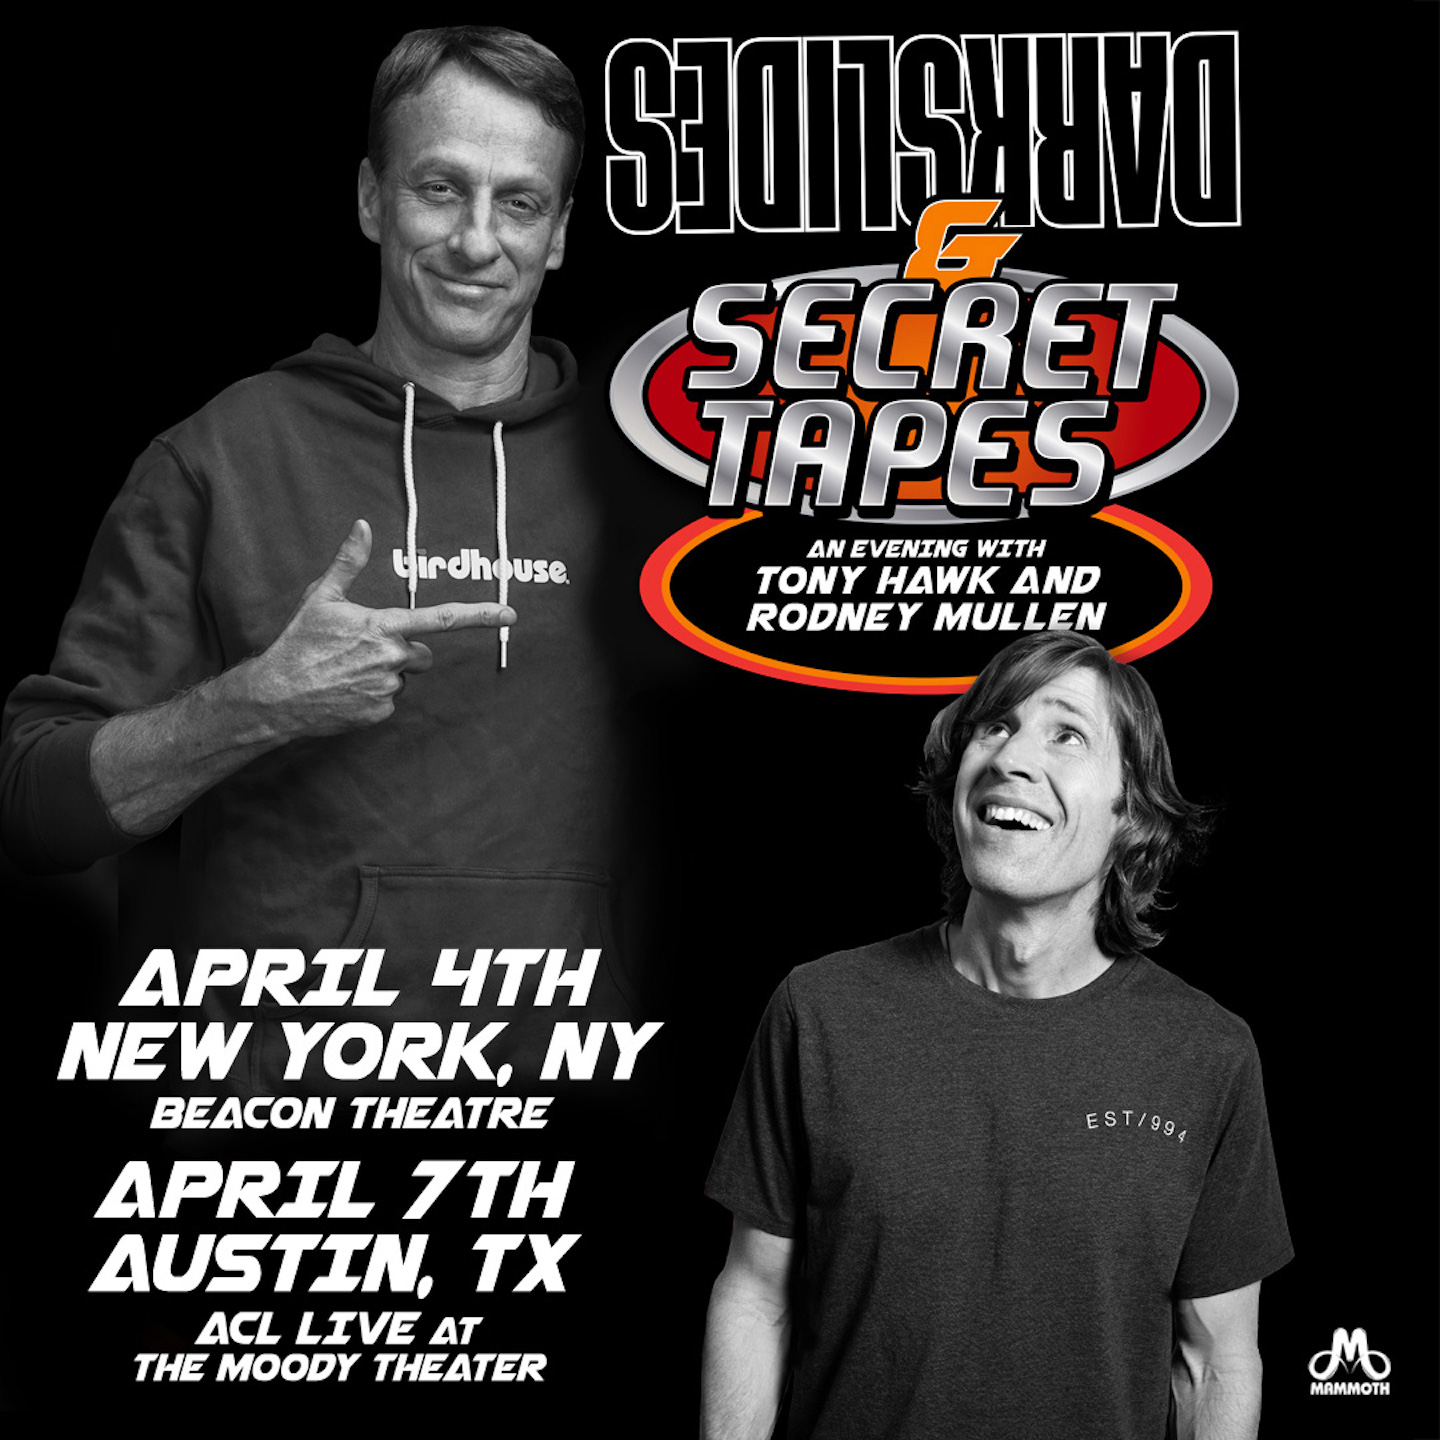 DARKSLIDES
&
SECRET
TAPES
AN EVENING WITH
TONY HAWK AND
RODNEY MULLEN
birdhouse.
APRIL 4TH
NEW YORK, NY
BEACON THEATRE
APRIL 7TH
AUSTIN, TX
ACL LIVE AT
THE MOODY THEATER
EST/994
M
MAMMOTH